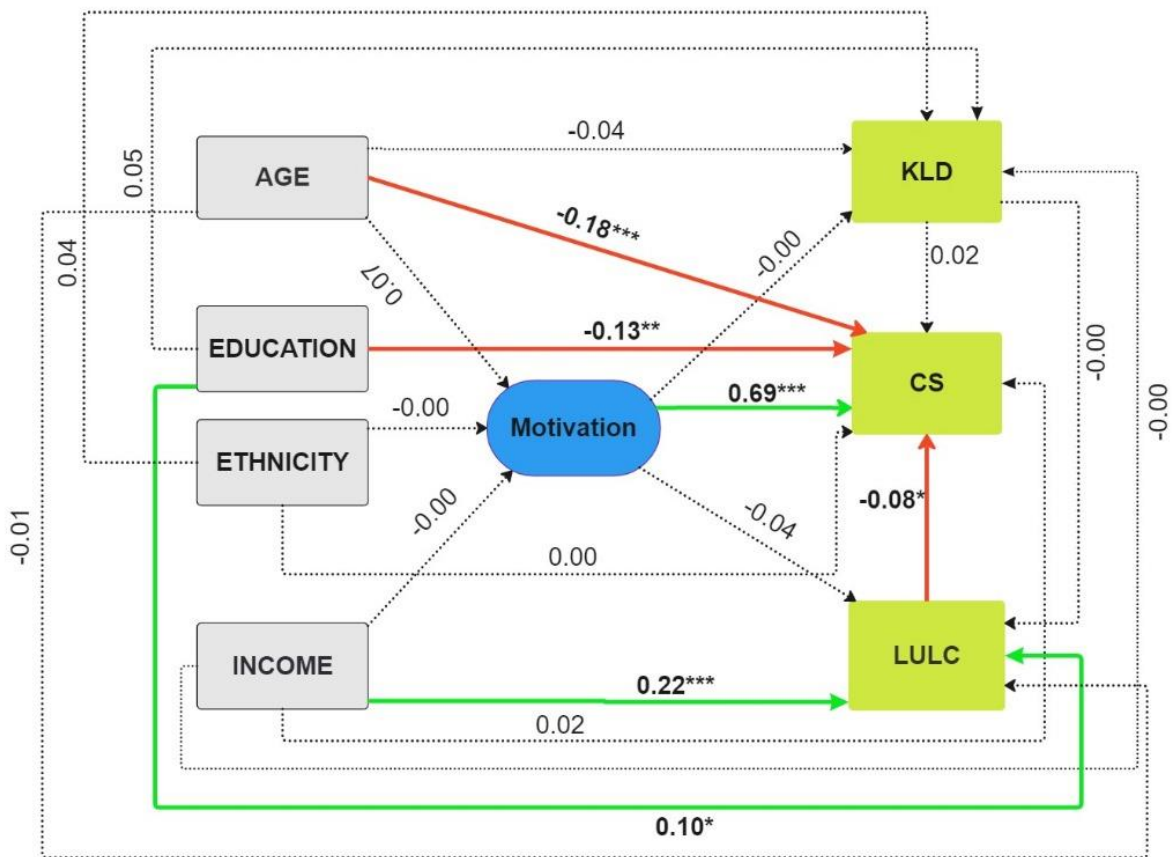 -0.04
KLD
AGE
0.05
-0.18***
-0.00
0.02
0.04
0.07
-0.00
EDUCATION
-0.13**
CS
-0.00
0.69***
-0.00
Motivation
ETHNICITY
-0.00
-0.08*
-0.04
-0.01
0.00
INCOME
LULC
0.22***
0.02
0.10*